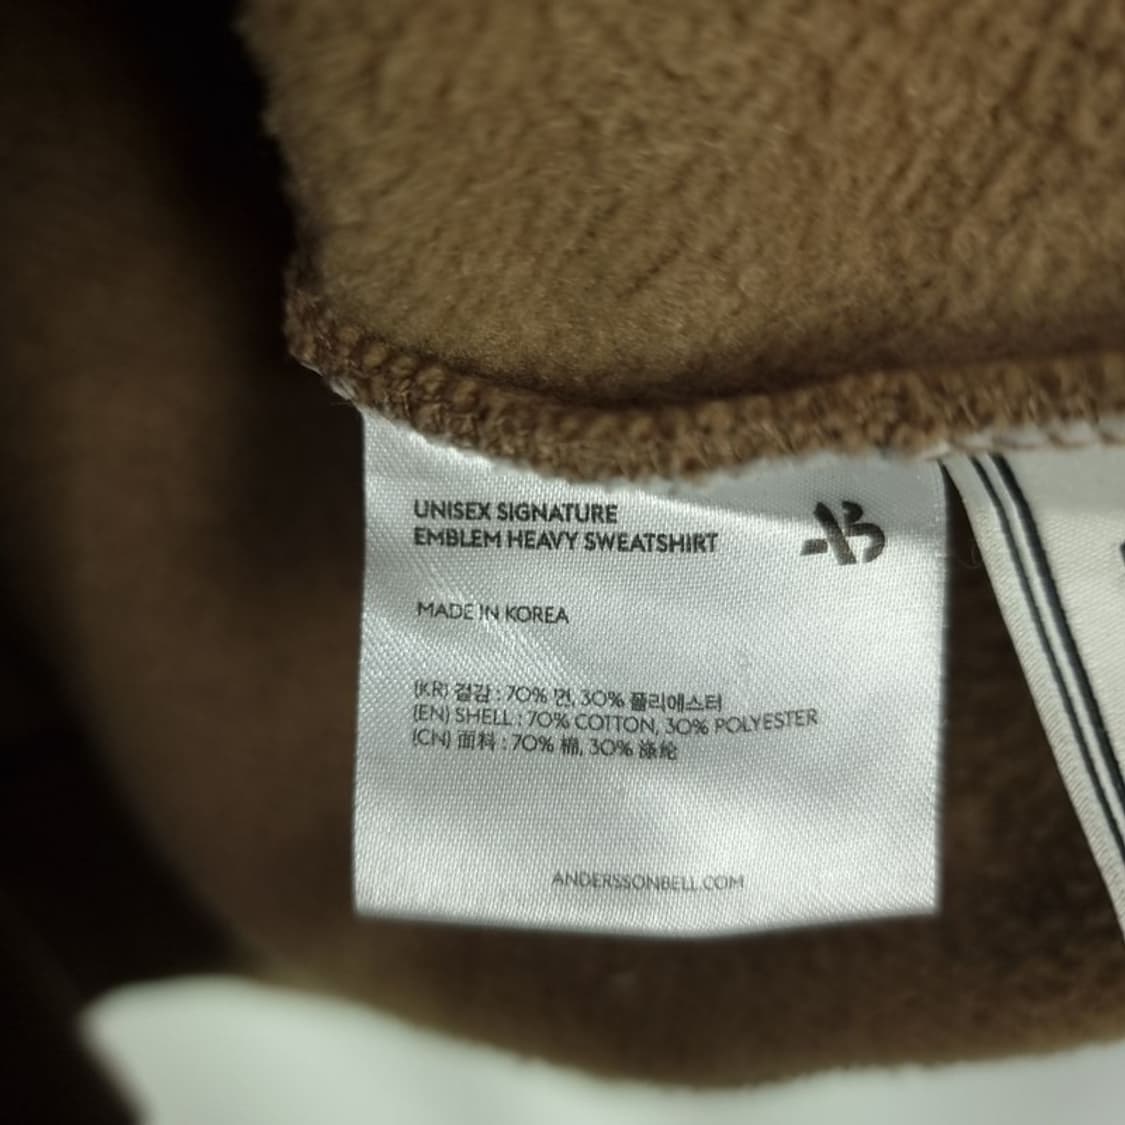 UNISEX SIGNATURE
EMBLEM HEAVY SWEATSHIRT
AB
MADE IN KOREA
(KR) 겉감 : 70% 면, 30% 폴리에스터
(EN) SHELL : 70% COTTON, 30% POLYESTER
(CN) 面料 : 70% 棉, 30% 涤纶
ANDERSSONBELL.COM